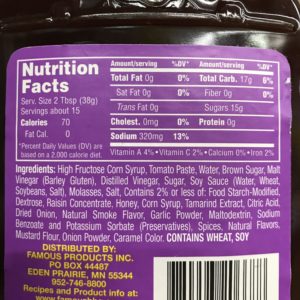 Nutrition Facts
Serv. Size 2 Tbsp (38g)
Servings about 15
Calories 70
Fat Cal. 0
*Percent Daily Values (DV) are
based on a 2,000 calorie diet.
Amount/serving %DV*
Total Fat 0g 0%
Sat Fat 0g 0%
Trans Fat 0g
Cholest. 0mg 0%
Sodium 320mg 13%
Amount/serving %DV*
Total Carb. 17g 6%
Fiber 0g 0%
Sugars 15g
Protein 0g
Vitamin A 4% • Vitamin C 2% • Calcium 0% • Iron 2%
Ingredients: High Fructose Corn Syrup, Tomato Paste, Water, Brown Sugar, Malt
Vinegar (Barley Gluten), Distilled Vinegar, Sugar, Soy Sauce (Water, Wheat,
Soybeans, Salt), Molasses, Salt, Contains 2% or less of: Food Starch-Modified,
Dextrose, Raisin Concentrate, Honey, Corn Syrup, Tamarind Extract, Citric Acid,
Dried Onion, Natural Smoke Flavor, Garlic Powder, Maltodextrin, Sodium
Benzoate and Potassium Sorbate (Preservatives), Spices, Natural Flavors,
Mustard Flour, Onion Powder, Caramel Color. CONTAINS WHEAT, SOY
DISTRIBUTED BY:
FAMOUS PRODUCTS INC.
PO BOX 44487
EDEN PRAIRIE, MN 55344
952-746-8800
Recipes and Product info at